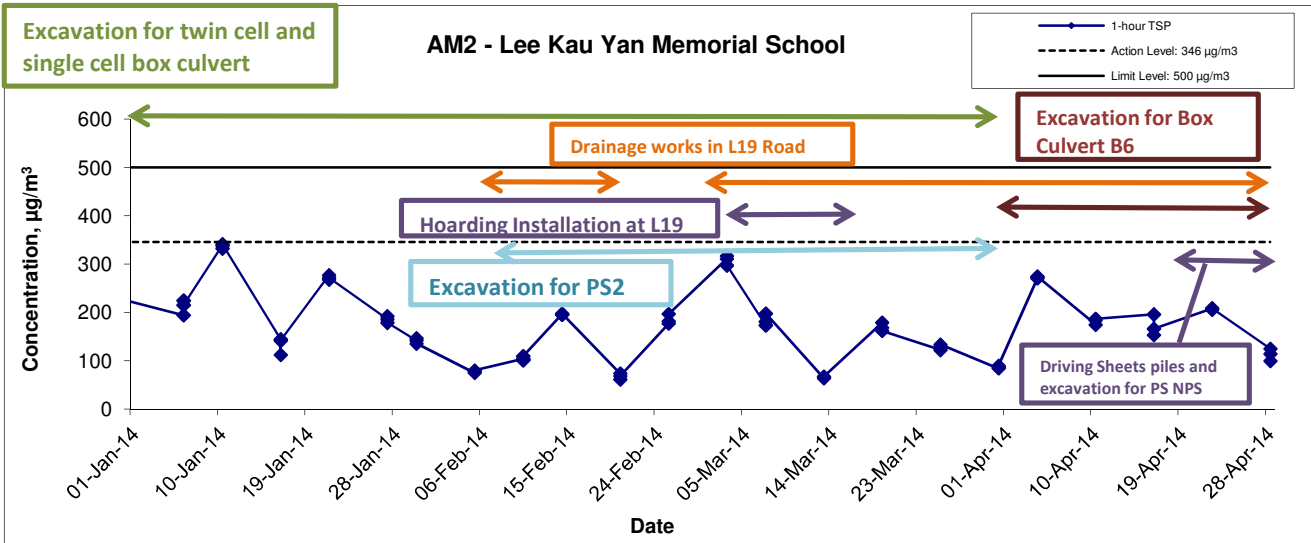 Excavation for twin cell and
single cell box culvert
AM2 - Lee Kau Yan Memorial School
1-hour TSP
Action Level: 346 µg/m3
Limit Level: 500 µg/m3
Concentration, µg/m³
600
500
400
300
200
100
0
Drainage works in L19 Road
Excavation for Box
Culvert B6
Hoarding Installation at L19
Excavation for PS2
Driving Sheets piles and
excavation for PS NPS
01-Jan-14
10-Jan-14
19-Jan-14
28-Jan-14
06-Feb-14
15-Feb-14
24-Feb-14
05-Mar-14
14-Mar-14
23-Mar-14
01-Apr-14
10-Apr-14
19-Apr-14
28-Apr-14
Date